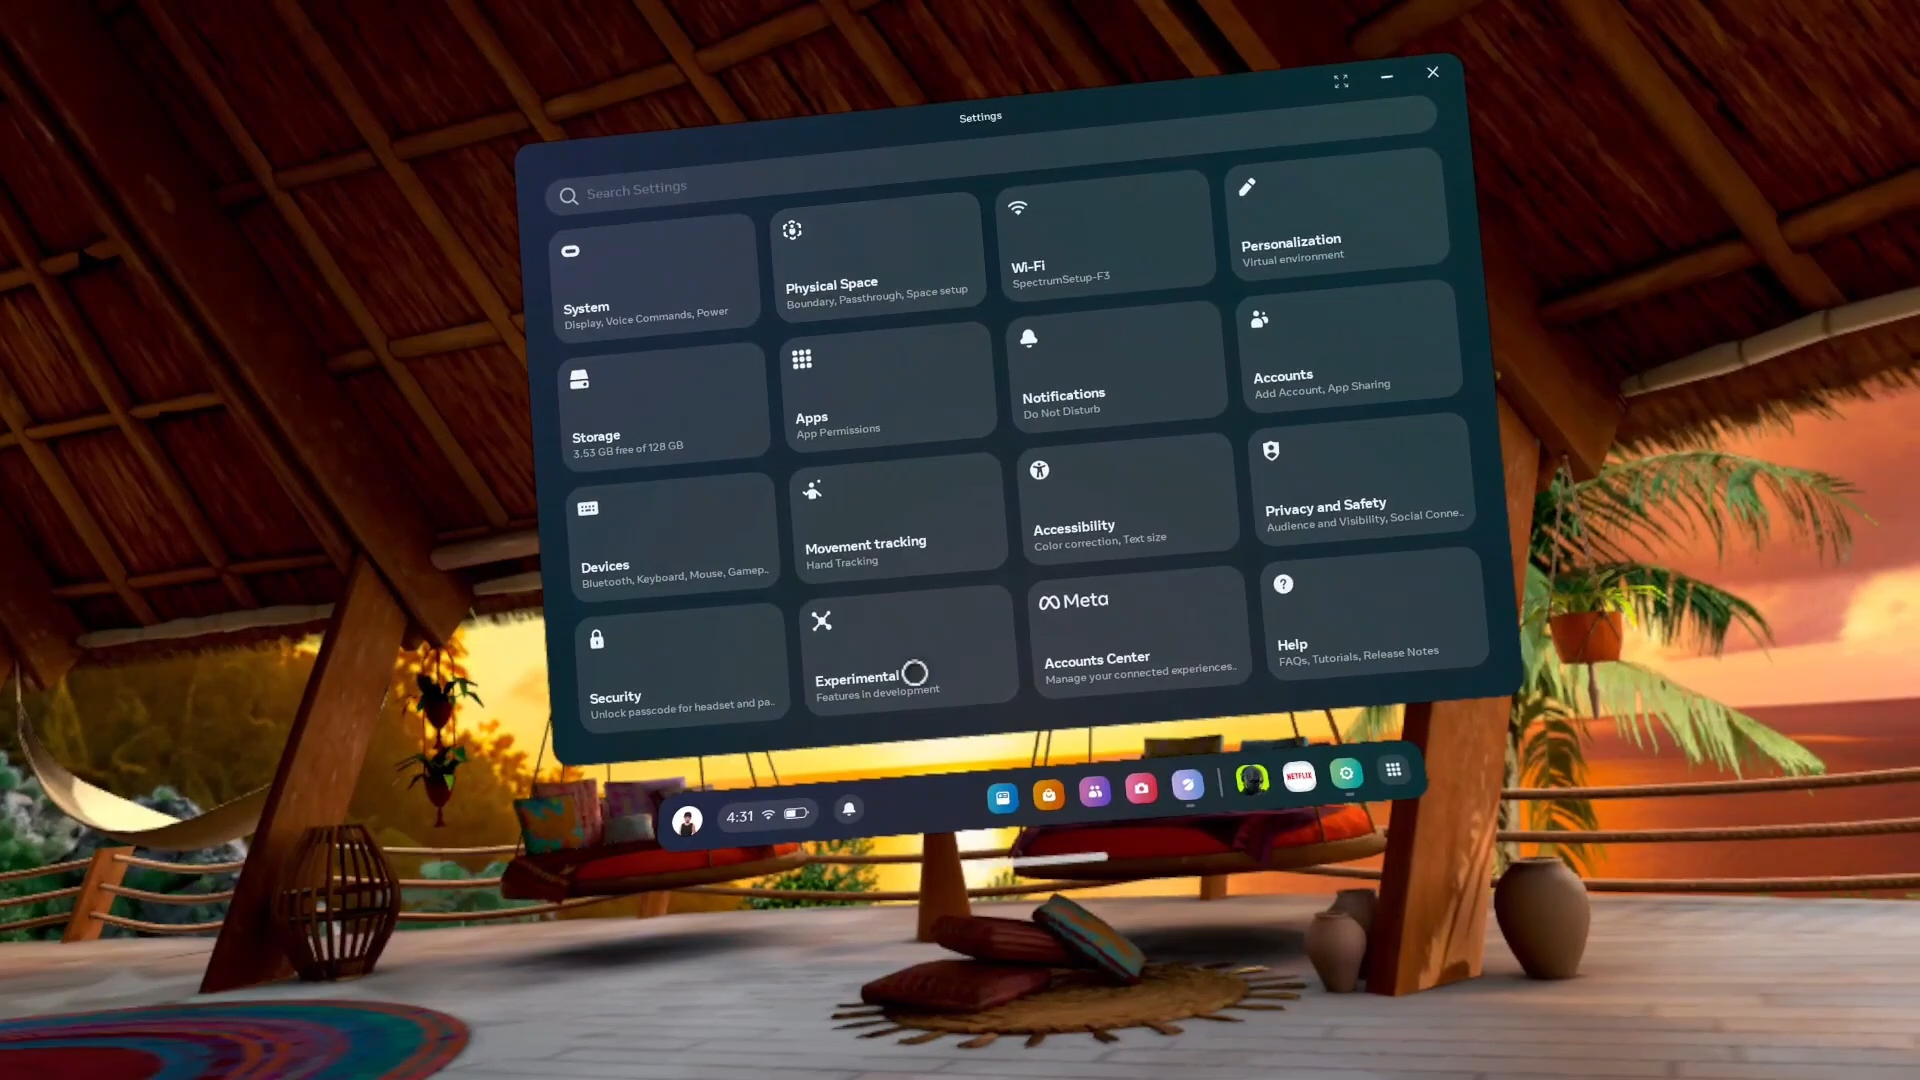 Settings
Search Settings
System
Display, Voice Commands, Power
Physical Space
Boundary, Passthrough, Space setup
Wi-Fi
SpectrumSetup-F3
Personalization
Virtual environment
Storage
3.53 GB free of 128 GB
Apps
App Permissions
Notifications
Do Not Disturb
Accounts
Add Account, App Sharing
Devices
Bluetooth, Keyboard, Mouse, Gamep..
Movement tracking
Hand Tracking
Accessibility
Color correction, Text size
Privacy and Safety
Audience and Visibility, Social Conne..
Security
Unlock passcode for headset and pa..
Experimental
Features in development
Meta
Accounts Center
Manage your connected experiences..
Help
FAQs, Tutorials, Release Notes
4:31
NETFLIX